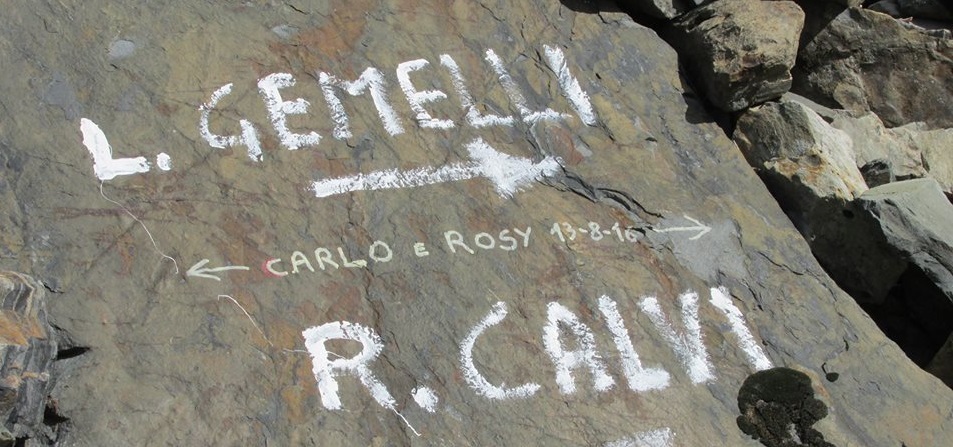 L. GEMELLI
CARLO E ROSY 13-8-16
R. CALVI